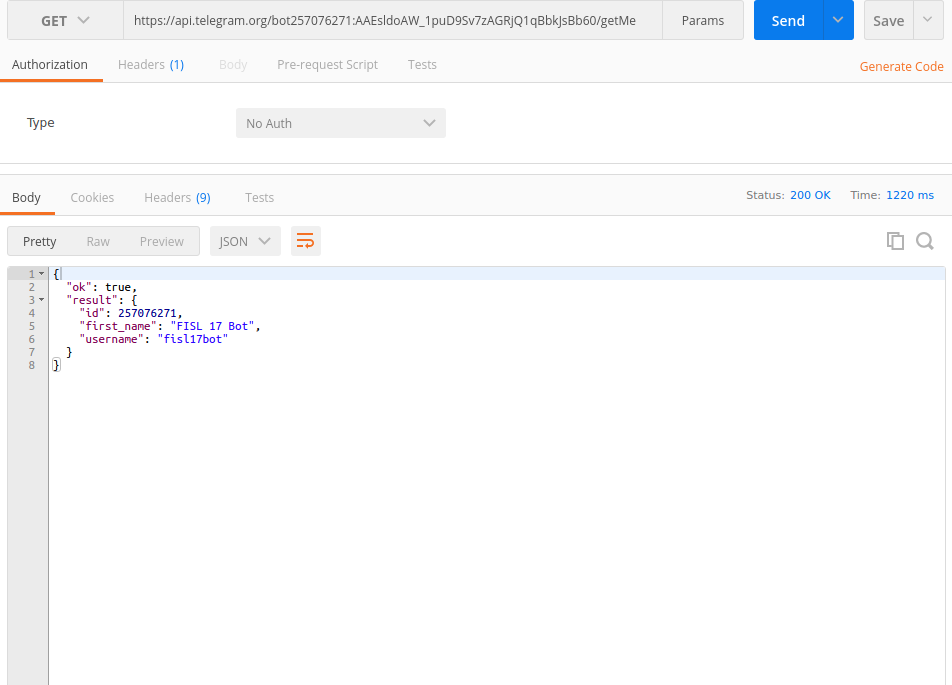 GET https://api.telegram.org/bot257076271:AAEsldoAW_1puD9Sv7zAGRjQ1qBbkJsBb60/getMe Params Send Save
Authorization Headers (1) Body Pre-request Script Tests Generate Code
Type No Auth
Body Cookies Headers (9) Tests Status: 200 OK Time: 1220 ms
Pretty Raw Preview JSON
1 {
2 "ok": true,
3 "result": {
4 "id": 257076271,
5 "first_name": "FISL 17 Bot",
6 "username": "fisl17bot"
7 }
8 }